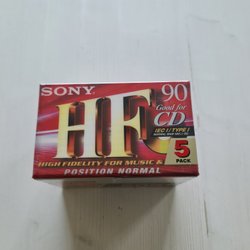 SONY
HF
90
Good for
CD
IEC I / TYPE I
5
PACK
HIGH FIDELITY FOR MUSIC &
POSITION NORMAL